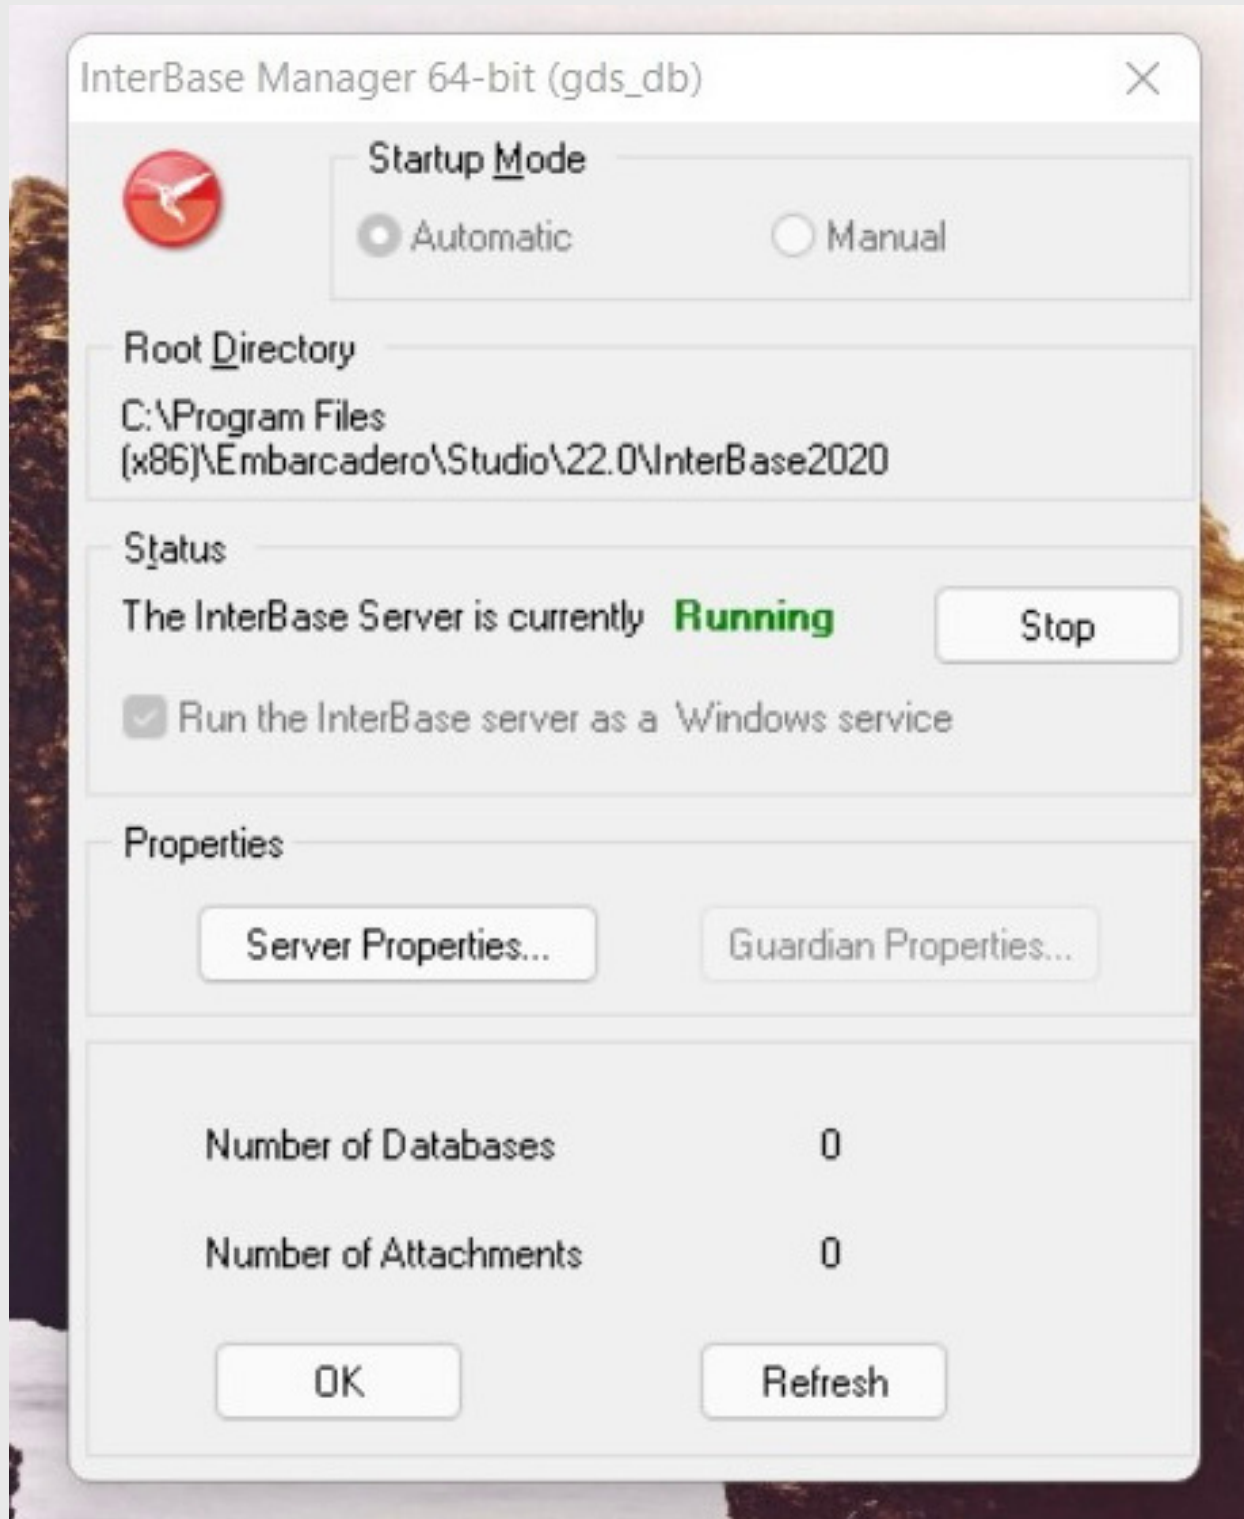 InterBase Manager 64-bit (gds_db)
Startup Mode
Automatic
Manual
Root Directory
C:\Program Files
(x86)\Embarcadero\Studio\22.0\InterBase2020
Status
The InterBase Server is currently Running
Stop
Run the InterBase server as a Windows service
Properties
Server Properties...
Guardian Properties...
Number of Databases 0
Number of Attachments 0
OK
Refresh